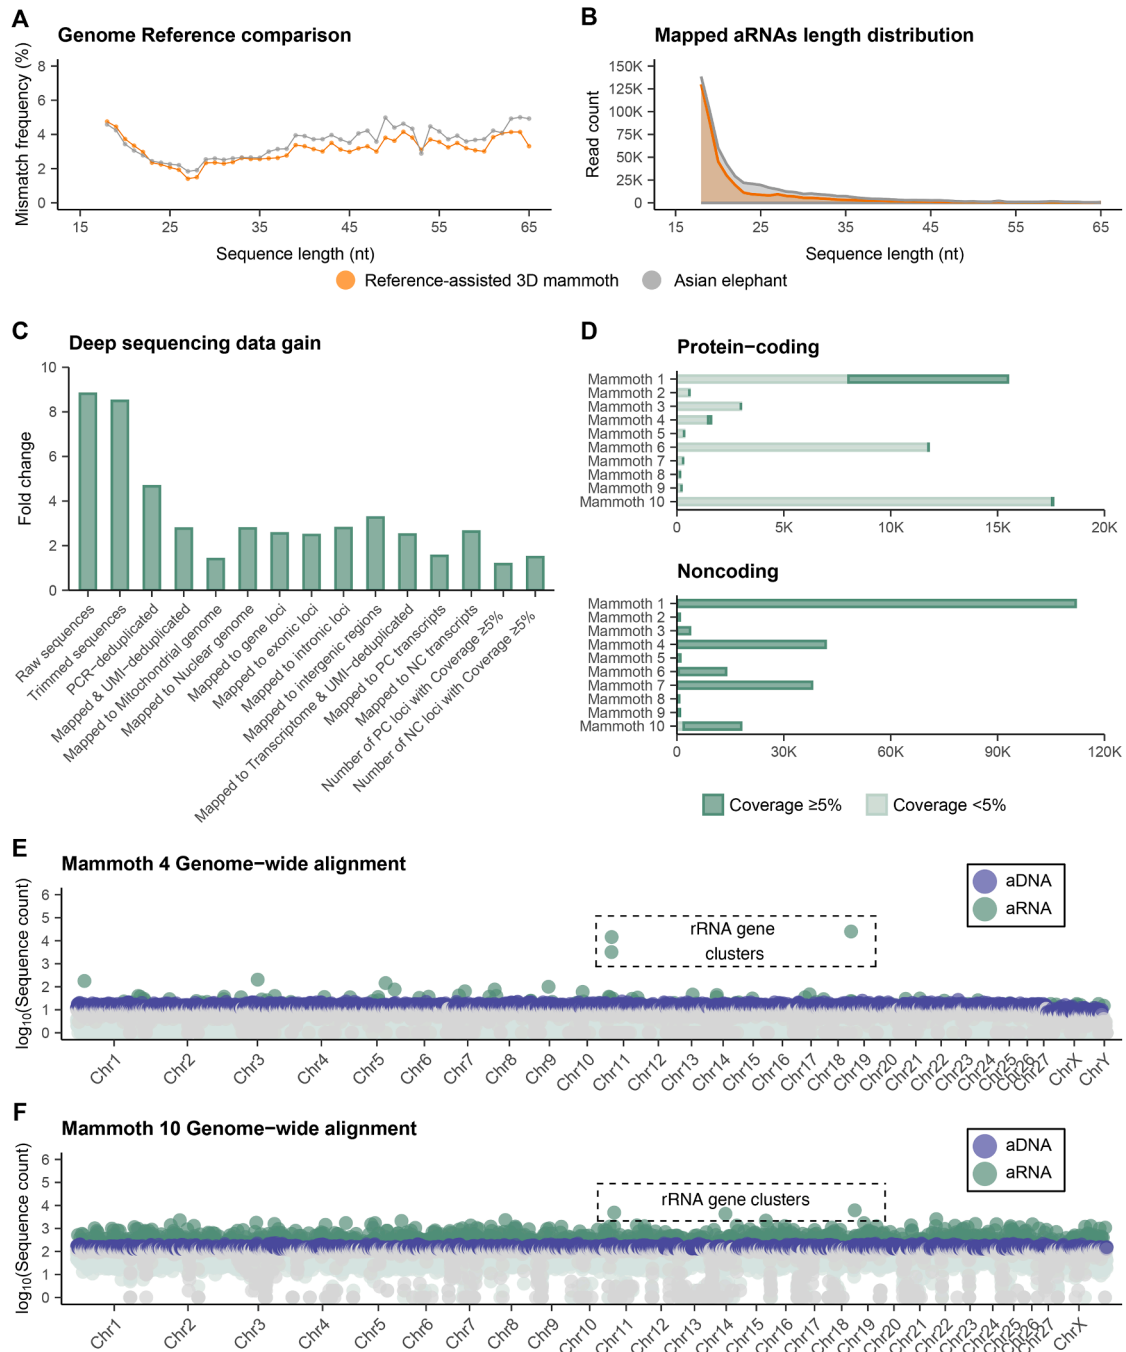 A
Genome Reference comparison
Mismatch frequency (%)
8
6
4
2
0
15 25 35 45 55 65
Sequence length (nt)
B
Mapped aRNAs length distribution
Read count
150K
125K
100K
75K
50K
25K
0
15 25 35 45 55 65
Sequence length (nt)
Reference-assisted 3D mammoth Asian elephant
C
Deep sequencing data gain
Fold change
10
8
6
4
2
0
Raw sequences
Trimmed sequences
PCR−deduplicated
Mapped & UMI−deduplicated
Mapped to Mitochondrial genome
Mapped to Nuclear genome
Mapped to gene loci
Mapped to exonic loci
Mapped to intronic loci
Mapped to intergenic regions
Mapped to Transcriptome & UMI−deduplicated
Mapped to PC transcripts
Mapped to NC transcripts
Number of PC loci with Coverage ≥5%
Number of NC loci with Coverage ≥5%
D
Protein−coding
Mammoth 1
Mammoth 2
Mammoth 3
Mammoth 4
Mammoth 5
Mammoth 6
Mammoth 7
Mammoth 8
Mammoth 9
Mammoth 10
0 5K 10K 15K 20K
Noncoding
Mammoth 1
Mammoth 2
Mammoth 3
Mammoth 4
Mammoth 5
Mammoth 6
Mammoth 7
Mammoth 8
Mammoth 9
Mammoth 10
0 30K 60K 90K 120K
Coverage ≥5% Coverage <5%
E
Mammoth 4 Genome−wide alignment
log₁₀(Sequence count)
6
5
4
3
2
1
0
rRNA gene
clusters
aDNA
aRNA
Chr1 Chr2 Chr3 Chr4 Chr5 Chr6 Chr7 Chr8 Chr9 Chr10 Chr11 Chr12 Chr13 Chr14 Chr15 Chr16 Chr17 Chr18 Chr19 Chr20 Chr21 Chr22 Chr23 Chr24 Chr25 Chr26 Chr27 ChrX ChrY
F
Mammoth 10 Genome−wide alignment
log₁₀(Sequence count)
6
5
4
3
2
1
0
rRNA gene clusters
aDNA
aRNA
Chr1 Chr2 Chr3 Chr4 Chr5 Chr6 Chr7 Chr8 Chr9 Chr10 Chr11 Chr12 Chr13 Chr14 Chr15 Chr16 Chr17 Chr18 Chr19 Chr20 Chr21 Chr22 Chr23 Chr24 Chr25 Chr26 Chr27 ChrX